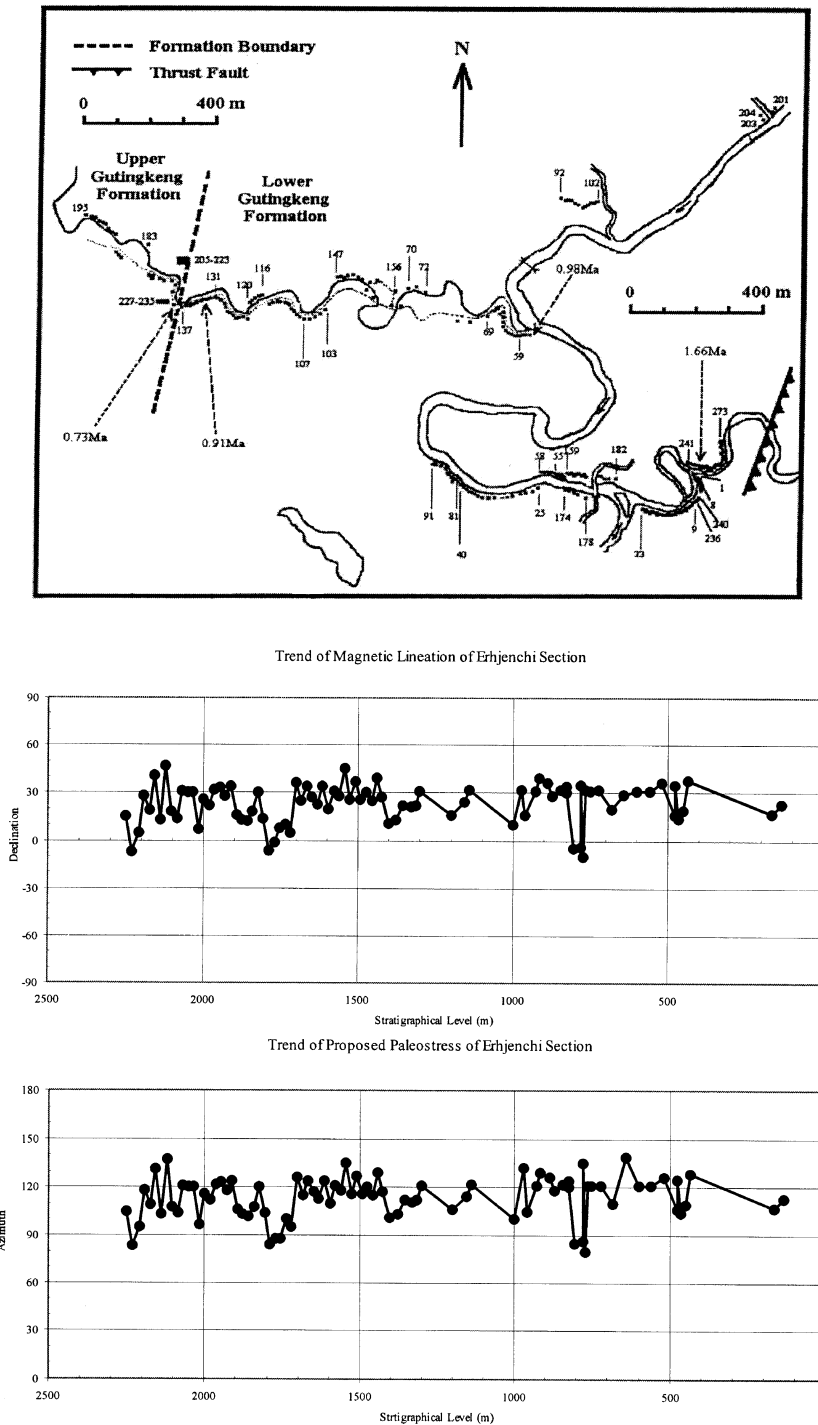 Formation Boundary
Thrust Fault
0 400 m
N
Upper Gutingkeng Formation
Lower Gutingkeng Formation
201
204
203
92
102
195
183
205-223
147
70
156
72
131
116
123
0.98Ma
0 400 m
227-235
137
69
59
107
103
1.66Ma
0.73Ma
0.91Ma
273
241
182
58
55
159
1
8
91
81
25
174
9
240
236
40
178
23
Trend of Magnetic Lineation of Erhjenchi Section
90
60
30
0
-30
-60
-90
Declination
2500 2000 1500 1000 500
Stratigraphical Level (m)
Trend of Proposed Paleostress of Erhjenchi Section
180
150
120
90
60
30
0
Azimuth
2500 2000 1500 1000 500
Strtigraphical Level (m)